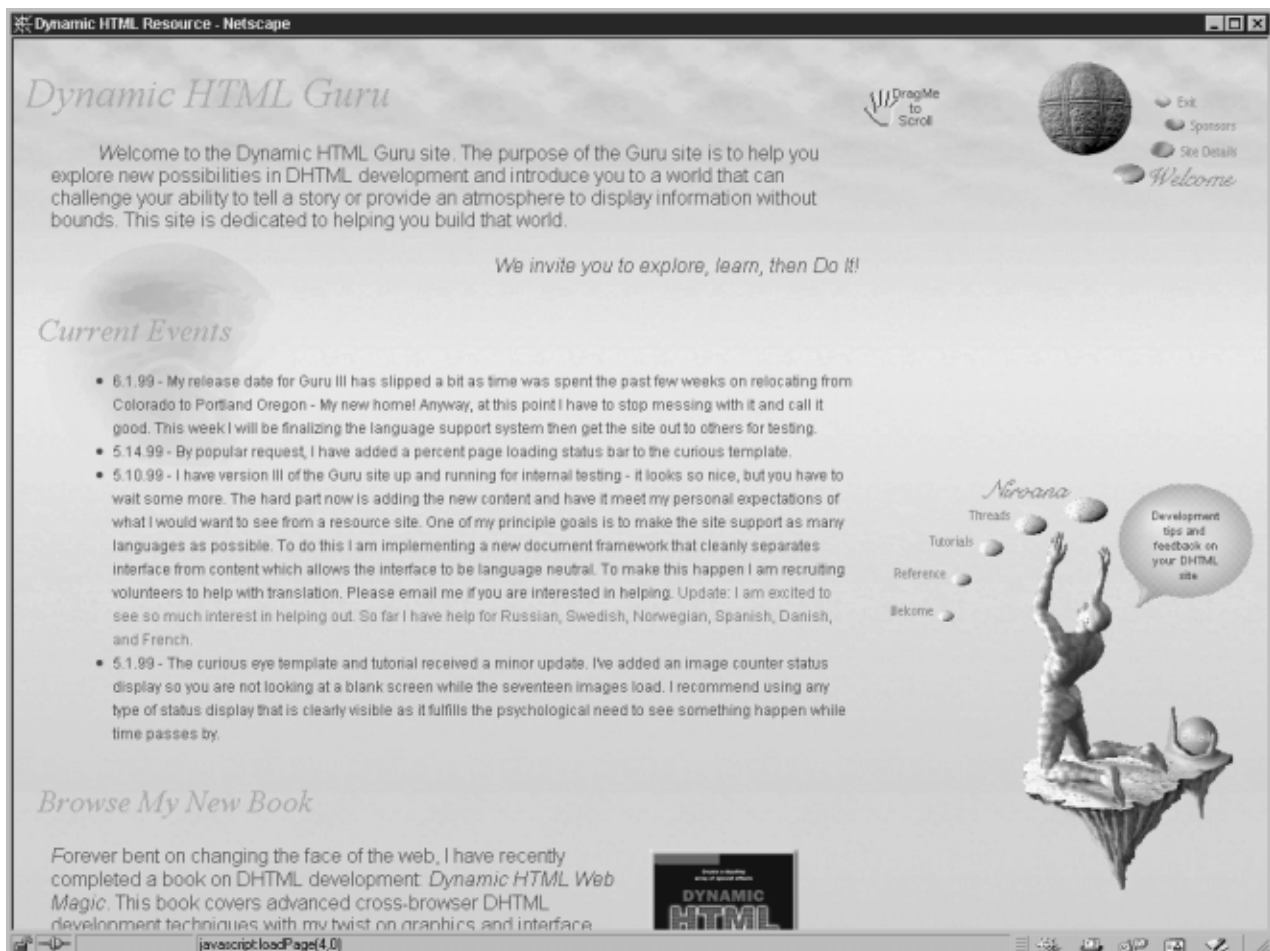 Dynamic HTML Resource - Netscape
Dynamic HTML Guru
DragMe
to
Scroll
Exit
Sponsors
Site Details
Welcome
Welcome to the Dynamic HTML Guru site. The purpose of the Guru site is to help you
explore new possibilities in DHTML development and introduce you to a world that can
challenge your ability to tell a story or provide an atmosphere to display information without
bounds. This site is dedicated to helping you build that world.
We invite you to explore, learn, then Do It!
Current Events
6.1.99 - My release date for Guru III has slipped a bit as time was spent the past few weeks on relocating from
Colorado to Portland Oregon - My new home! Anyway, at this point I have to stop messing with it and call it
good. This week I will be finalizing the language support system then get the site out to others for testing.
5.14.99 - By popular request, I have added a percent page loading status bar to the curious template.
5.10.99 - I have version III of the Guru site up and running for internal testing - it looks so nice, but you have to
wait some more. The hard part now is adding the new content and have it meet my personal expectations of
what I would want to see from a resource site. One of my principle goals is to make the site support as many
languages as possible. To do this I am implementing a new document framework that cleanly separates
interface from content which allows the interface to be language neutral. To make this happen I am recruiting
volunteers to help with translation. Please email me if you are interested in helping. Update: I am excited to
see so much interest in helping out. So far I have help for Russian, Swedish, Norwegian, Spanish, Danish,
and French.
5.1.99 - The curious eye template and tutorial received a minor update. I've added an image counter status
display so you are not looking at a blank screen while the seventeen images load. I recommend using any
type of status display that is clearly visible as it fulfills the psychological need to see something happen while
time passes by.
Nirvana
Threads
Tutorials
Reference
Welcome
Development
tips and
feedback on
your DHTML
site
Browse My New Book
Forever bent on changing the face of the web, I have recently
completed a book on DHTML development: Dynamic HTML Web
Magic. This book covers advanced cross-browser DHTML
development techniques with my twist on graphics and interface
DYNAMIC
HTML
javascript:loadPage(4,0)